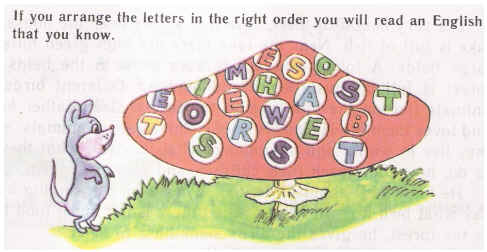 If you arrange the letters in the right order you will read an English
that you know.
M E S O
E I H A S T
O E W E B
T S R S T